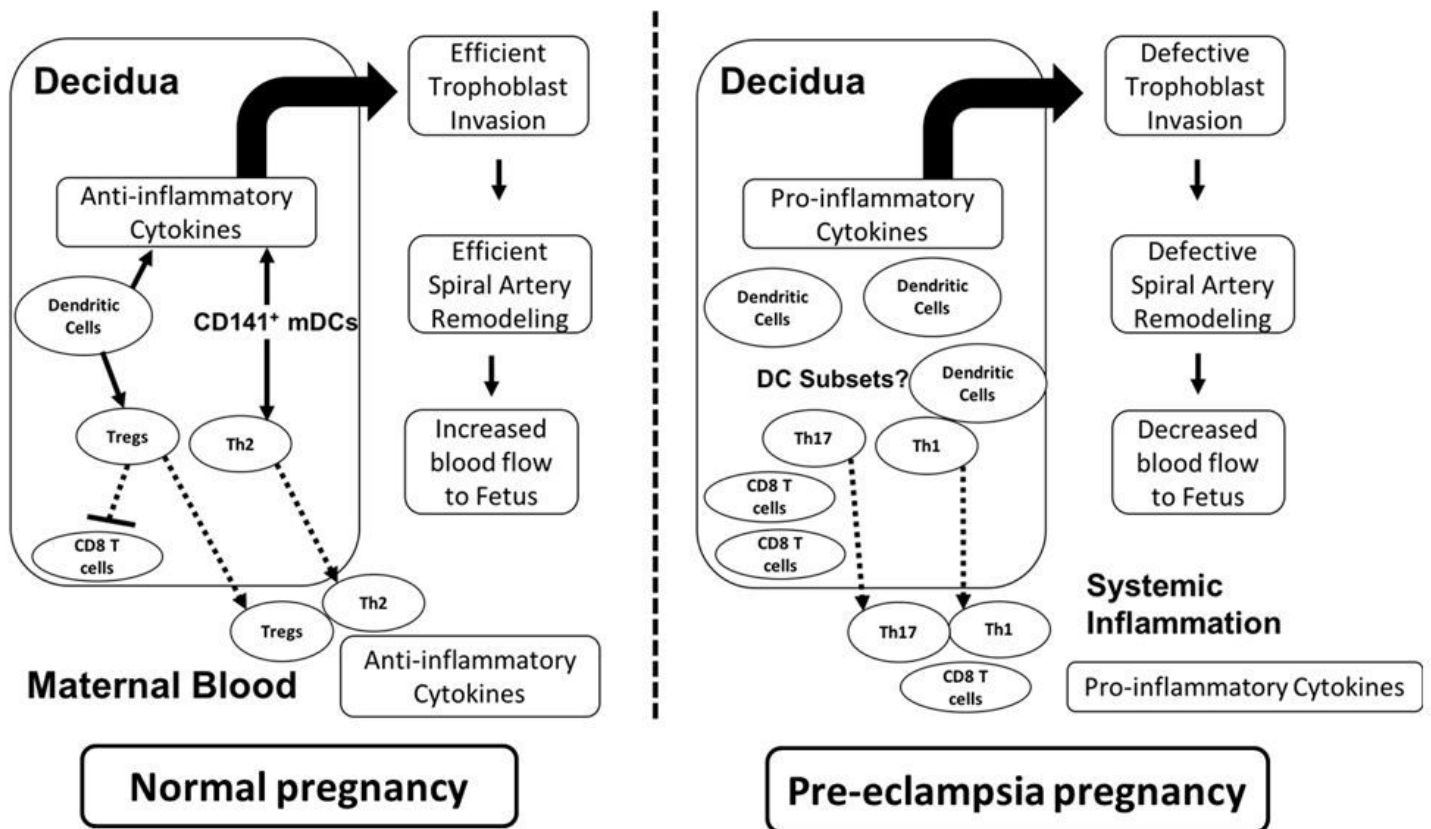 Decidua
Efficient
Trophoblast
Invasion
Anti-inflammatory
Cytokines
Efficient
Spiral Artery
Remodeling
Dendritic
Cells
CD141⁺ mDCs
Increased
blood flow
to Fetus
Tregs
Th2
CD8 T
cells
Th2
Tregs
Maternal Blood
Anti-inflammatory
Cytokines
Normal pregnancy
Decidua
Defective
Trophoblast
Invasion
Pro-inflammatory
Cytokines
Defective
Spiral Artery
Remodeling
Dendritic
Cells
Dendritic
Cells
DC Subsets?
Dendritic
Cells
Decreased
blood flow
to Fetus
Th17
Th1
CD8 T
cells
CD8 T
cells
Th17
Th1
CD8 T
cells
Systemic
Inflammation
Pro-inflammatory Cytokines
Pre-eclampsia pregnancy